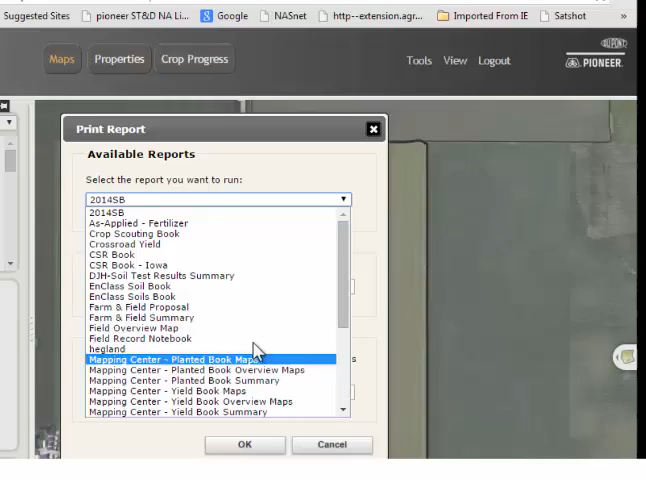 Suggested Sites pioneer ST&D NA Li... Google NASnet http--extension.agr... Imported From IE Satshot »
Maps Properties Crop Progress Tools View Logout
DUPONT
PIONEER.
Print Report
Available Reports
Select the report you want to run:
2014SB
2014SB
As-Applied - Fertilizer
Crop Scouting Book
Crossroad Yield
CSR Book
CSR Book - Iowa
DJH-Soil Test Results Summary
EnClass Soil Book
EnClass Soils Book
Farm & Field Proposal
Farm & Field Summary
Field Overview Map
Field Record Notebook
hegland
Mapping Center - Planted Book Maps
Mapping Center - Planted Book Overview Maps
Mapping Center - Planted Book Summary
Mapping Center - Yield Book Maps
Mapping Center - Yield Book Overview Maps
Mapping Center - Yield Book Summary
OK Cancel